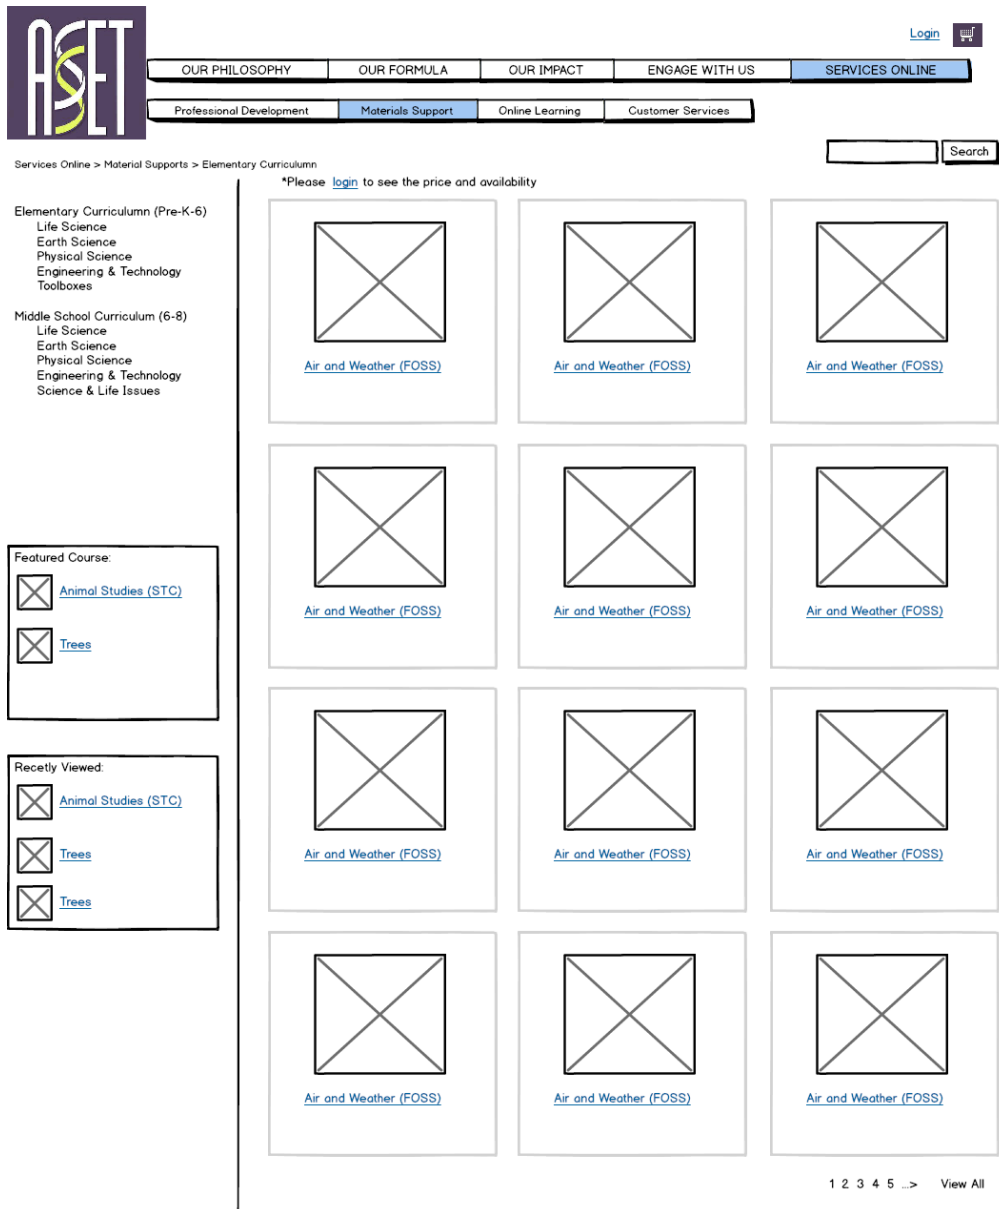 ASSET
Login
OUR PHILOSOPHY OUR FORMULA OUR IMPACT ENGAGE WITH US SERVICES ONLINE
Professional Development Materials Support Online Learning Customer Services
Search
Services Online > Material Supports > Elementary Curriculumn
*Please login to see the price and availability
Elementary Curriculumn (Pre-K-6)
Life Science
Earth Science
Physical Science
Engineering & Technology
Toolboxes
Middle School Curriculum (6-8)
Life Science
Earth Science
Physical Science
Engineering & Technology
Science & Life Issues
Featured Course:
Animal Studies (STC)
Trees
Recetly Viewed:
Animal Studies (STC)
Trees
Trees
Air and Weather (FOSS) Air and Weather (FOSS) Air and Weather (FOSS)
Air and Weather (FOSS) Air and Weather (FOSS) Air and Weather (FOSS)
Air and Weather (FOSS) Air and Weather (FOSS) Air and Weather (FOSS)
Air and Weather (FOSS) Air and Weather (FOSS) Air and Weather (FOSS)
1 2 3 4 5 ...> View All